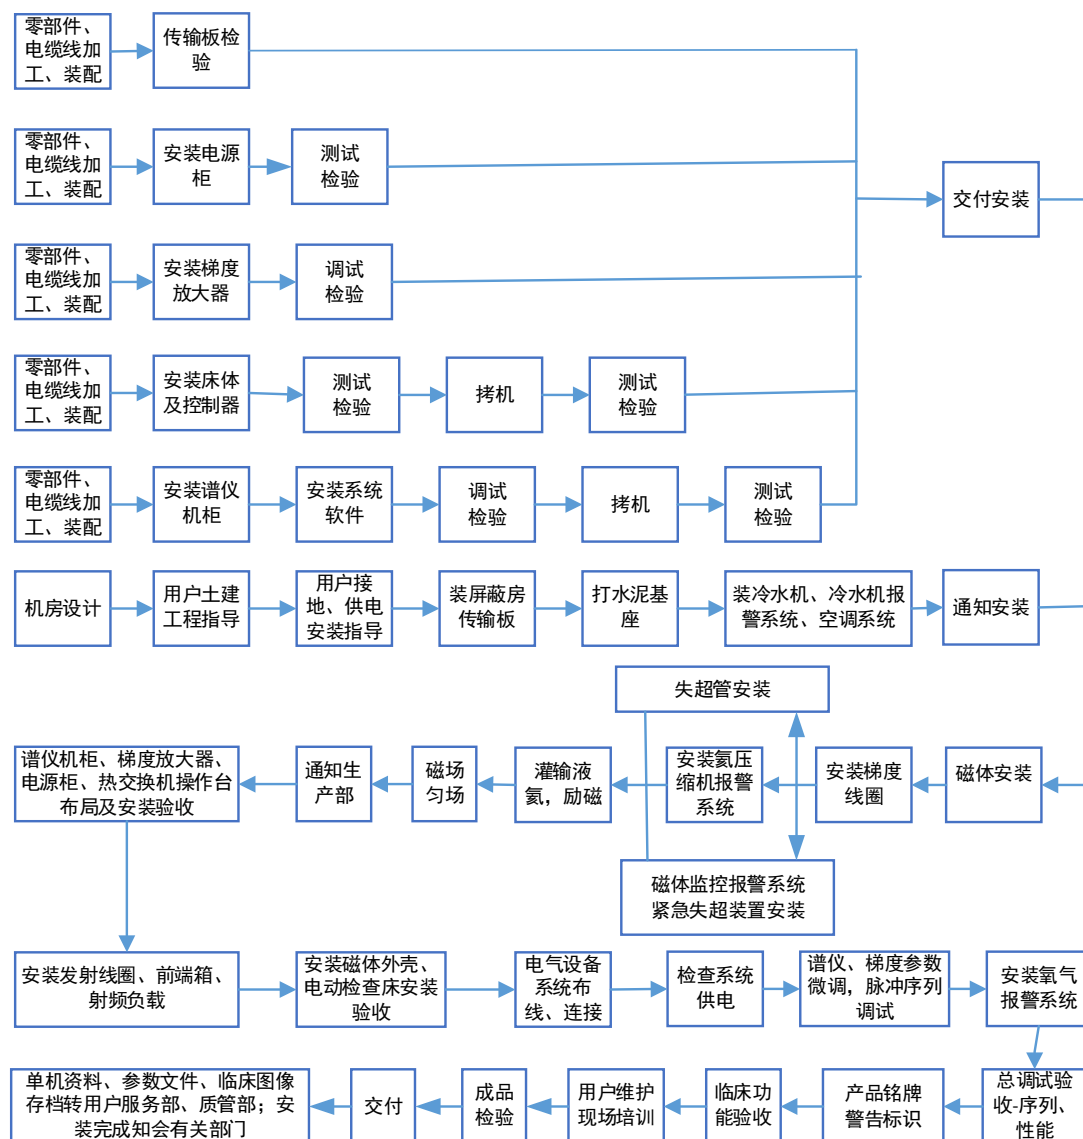 零部件、
电缆线加
工、装配
传输板检
验
零部件、
电缆线加
工、装配
安装电源
柜
测试
检验
交付安装
零部件、
电缆线加
工、装配
安装梯度
放大器
调试
检验
零部件、
电缆线加
工、装配
安装床体
及控制器
测试
检验
拷机
测试
检验
零部件、
电缆线加
工、装配
安装谱仪
机柜
安装系统
软件
调试
检验
拷机
测试
检验
机房设计
用户土建
工程指导
用户接
地、供电
安装指导
装屏蔽房
传输板
打水泥基
座
装冷水机、冷水机报
警系统、空调系统
通知安装
失超管安装
谱仪机柜、梯度放大器、
电源柜、热交换机操作台
布局及安装验收
通知生
产部
磁场
匀场
灌输液
氦，励磁
安装氦压
缩机报警
系统
安装梯度
线圈
磁体安装
磁体监控报警系统
紧急失超装置安装
安装发射线圈、前端箱、
射频负载
安装磁体外壳、
电动检查床安装
验收
电气设备
系统布
线、连接
检查系统
供电
谱仪、梯度参数
微调，脉冲序列
调试
安装氧气
报警系统
单机资料、参数文件、临床图像
存档转用户服务部、质管部；安
装完成知会有关部门
交付
成品
检验
用户维护
现场培训
临床功
能验收
产品铭牌
警告标识
总调试验
收-序列、
性能